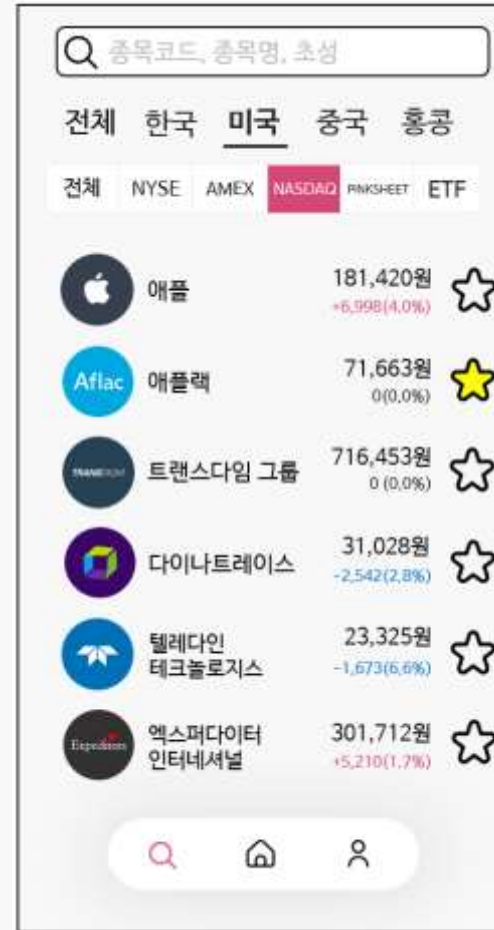 종목코드, 종목명, 초성
전체 한국 미국 중국 홍콩
전체 NYSE AMEX NASDAQ PINKSHEET ETF
애플 181,420원
+6,998(4.0%)
Aflac 애플랙 71,663원
0(0.0%)
트랜스다임 그룹 716,453원
0 (0.0%)
다이나트레이스 31,028원
-2,542(2.8%)
텔레다인 23,325원
테크놀로지스 -1,673(6.6%)
엑스퍼다이터 301,712원
인터네셔널 +5,210(1.7%)